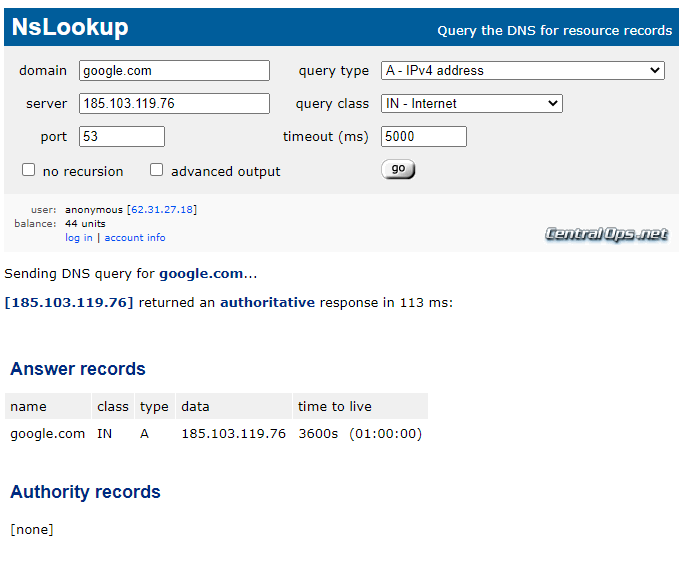 NsLookup Query the DNS for resource records
domain google.com query type A - IPv4 address
server 185.103.119.76 query class IN - Internet
port 53 timeout (ms) 5000
no recursion advanced output go
user: anonymous [62.31.27.18]
balance: 44 units
log in | account info CentralOps.net
Sending DNS query for google.com...
[185.103.119.76] returned an authoritative response in 113 ms:
Answer records
name class type data time to live
google.com IN A 185.103.119.76 3600s (01:00:00)
Authority records
[none]